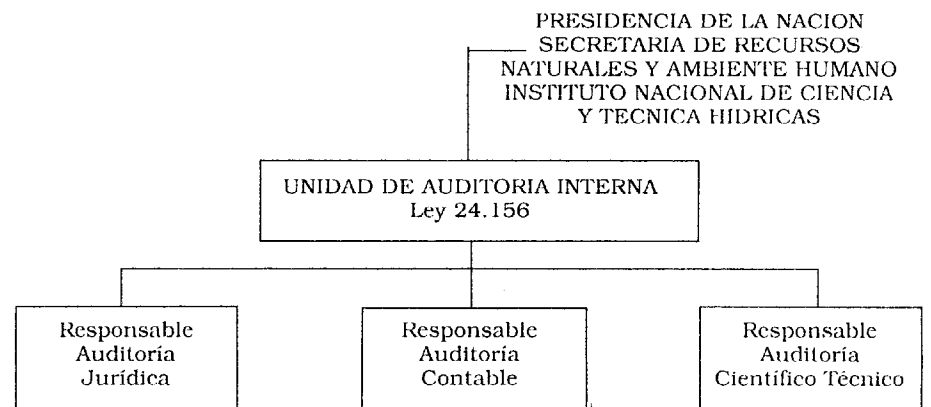 PRESIDENCIA DE LA NACION
SECRETARIA DE RECURSOS
NATURALES Y AMBIENTE HUMANO
INSTITUTO NACIONAL DE CIENCIA
Y TECNICA HIDRICAS
UNIDAD DE AUDITORIA INTERNA
Ley 24.156
Responsable
Auditoría
Jurídica
Responsable
Auditoría
Contable
Responsable
Auditoría
Científico Técnico